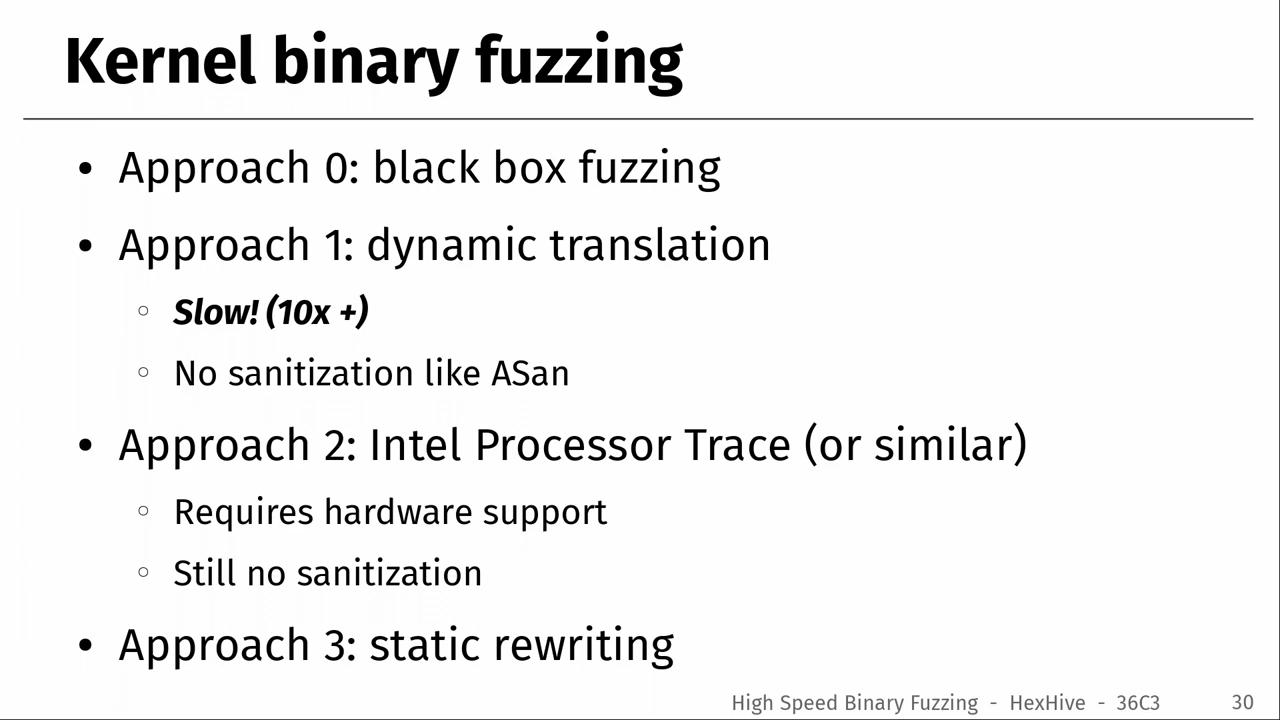 Kernel binary fuzzing
• Approach 0: black box fuzzing
• Approach 1: dynamic translation
○ Slow! (10x +)
○ No sanitization like ASan
• Approach 2: Intel Processor Trace (or similar)
○ Requires hardware support
○ Still no sanitization
• Approach 3: static rewriting
High Speed Binary Fuzzing - HexHive - 36C3 30